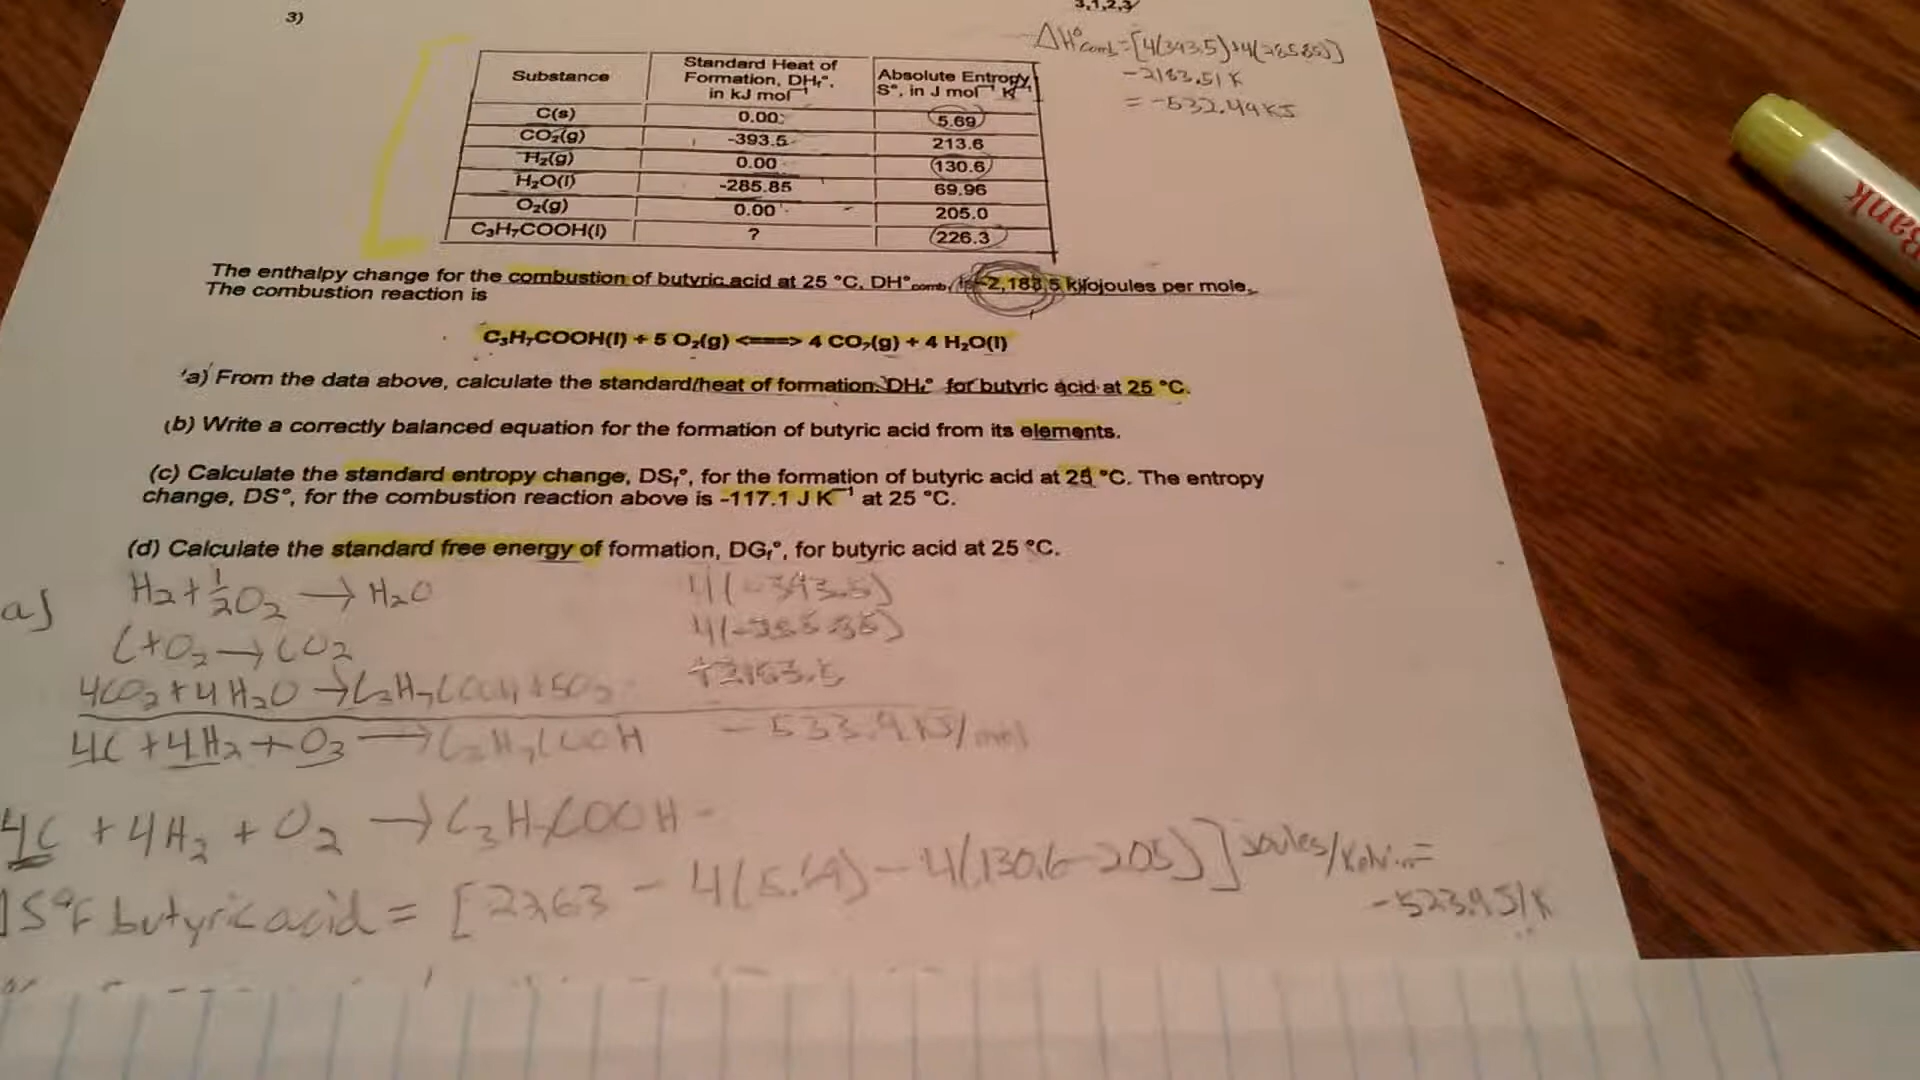 3,1,2,3
3)
ΔH°comb=[4(393.5)+4(285.85)]
-2183.51K
= -532.44KJ
Substance | Standard Heat of Formation, DHf°, in kJ mol-1 | Absolute Entropy S°, in J mol-1 K-1
C(s) | 0.00 | 5.69
CO2(g) | -393.5 | 213.6
H2(g) | 0.00 | 130.6
H2O(l) | -285.85 | 69.96
O2(g) | 0.00 | 205.0
C3H7COOH(l) | ? | 226.3
The enthalpy change for the combustion of butyric acid at 25 °C, DH°comb, is -2,183.5 kilojoules per mole.
The combustion reaction is
C3H7COOH(l) + 5 O2(g) <===> 4 CO2(g) + 4 H2O(l)
a) From the data above, calculate the standard heat of formation, DHf° for butyric acid at 25 °C.
(b) Write a correctly balanced equation for the formation of butyric acid from its elements.
(c) Calculate the standard entropy change, DSf°, for the formation of butyric acid at 25 °C. The entropy
change, DS°, for the combustion reaction above is -117.1 J K-1 at 25 °C.
(d) Calculate the standard free energy of formation, DGf°, for butyric acid at 25 °C.
a) H2 + 1/2 O2 → H2O 4(-393.5)
C+O2 → CO2 4(-285.85)
4CO2 + 4H2O → C3H7COOH + 5O2 +2183.5
4C + 4H2 + O3 → C3H7COOH -533.9 KJ/mol
4C + 4H2 + O2 → C3H7COOH
ΔS°F butyric acid = [2263 - 4(5.69) - 4(130.6-205)] Joules/Kelvin =
-523.9J/K
Bank